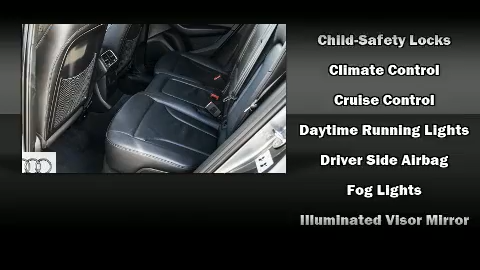 Child-Safety Locks
Climate Control
Cruise Control
Daytime Running Lights
Driver Side Airbag
Fog Lights
Illuminated Visor Mirror